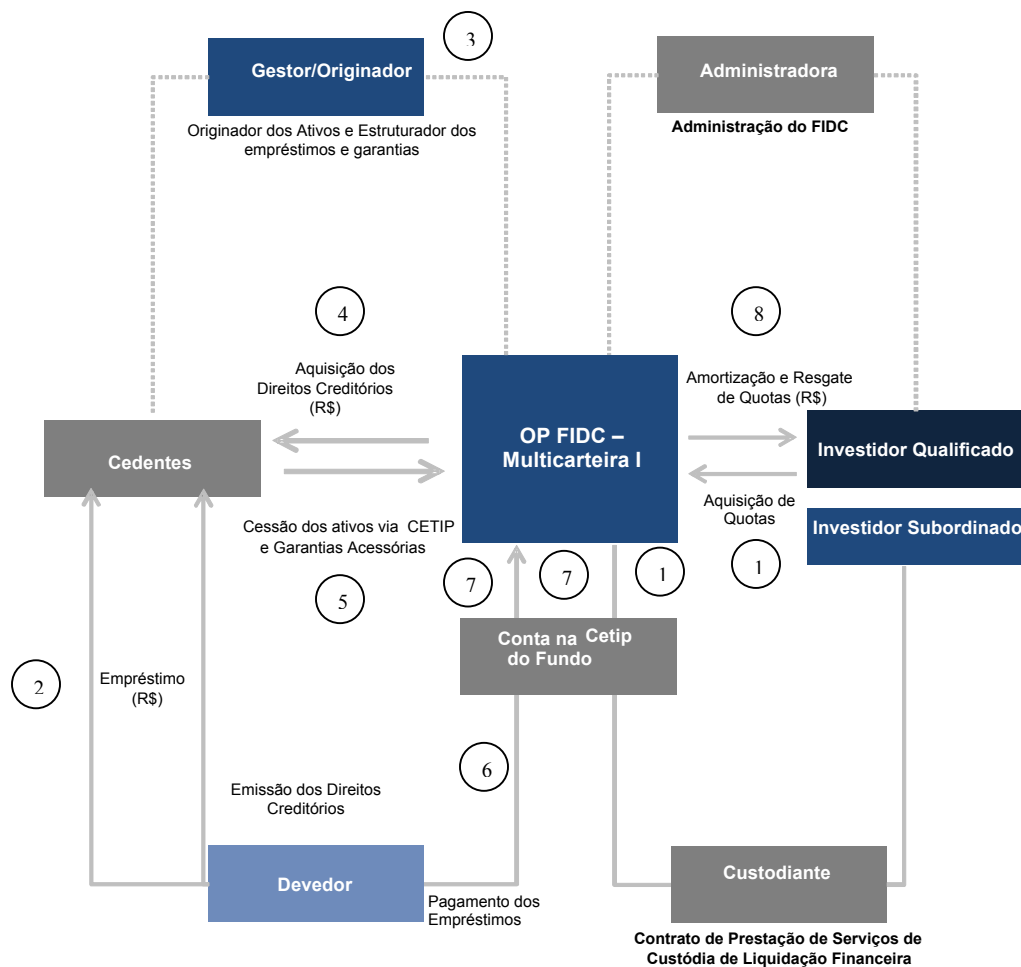 3
Gestor/Originador
Administradora
Originador dos Ativos e Estruturador dos
empréstimos e garantias
Administração do FIDC
4
8
Aquisição dos
Direitos Creditórios
(R$)
Amortização e Resgate
de Quotas (R$)
OP FIDC –
Multicarteira I
Cedentes
Investidor Qualificado
Aquisição de
Quotas
Investidor Subordinado
Cessão dos ativos via CETIP
e Garantias Acessórias
5
7
7
1
1
Conta na Cetip
do Fundo
2
Empréstimo
(R$)
6
Emissão dos Direitos
Creditórios
Devedor
Custodiante
Pagamento dos
Empréstimos
Contrato de Prestação de Serviços de
Custódia de Liquidação Financeira